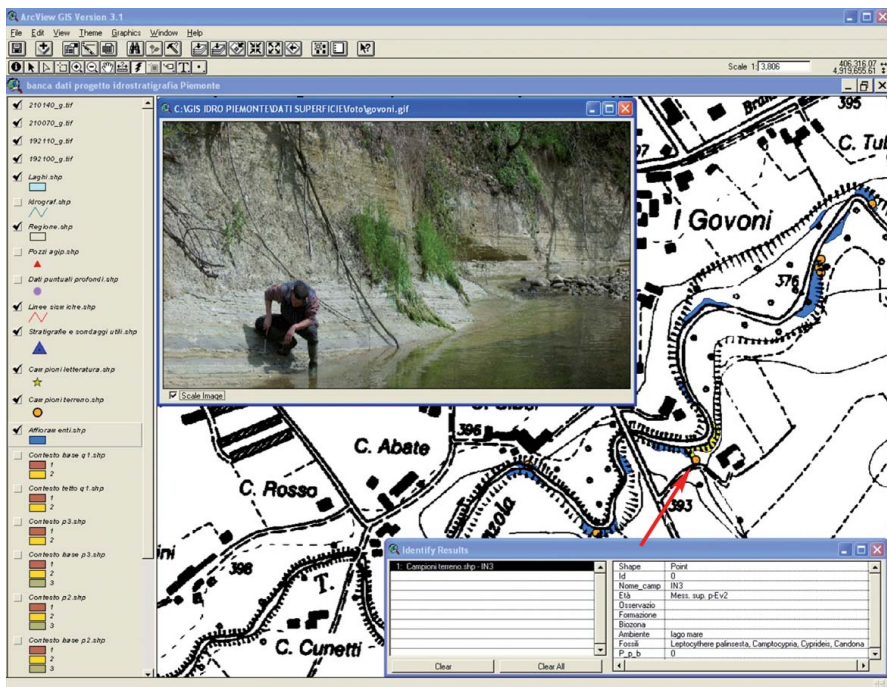 ArcView GIS Version 3.1
File Edit View Theme Graphics Window Help
Scale 1: 3,806
406,316.07
4,919,655.61
banca dati progetto idrostratigrafia Piemonte
210140_g.tif
210070_g.tif
192110_g.tif
192100_g.tif
Laghi.shp
Idrograf.shp
Regione.shp
Pozzi agip.shp
Dati puntuali profondi.shp
Linee sismiche.shp
Stratigrafie e sondaggi utili.shp
Campioni letteratura.shp
Campioni terreno.shp
Affioramenti.shp
Contesto base q1.shp
1
2
Contesto tetto q1.shp
1
2
Contesto p3.shp
1
2
Contesto base p3.shp
1
2
3
Contesto p2.shp
1
2
3
Contesto base p2.shp
1
2
3
C:\GIS IDRO PIEMONTE\DATI SUPERFICIE\foto\govoni.gif
Scale Image
395
C. Tub
I Govoni
376
396
C. Abate
C. Rosso
393
398
T.
C. Cunetti
Identify Results
1: Campioni terreno.shp - IN3
Clear
Clear All
Shape Point
Id 0
Nome_camp IN3
Età Mess. sup. p-Ev2
Osservazio
Formazione
Biozona
Ambiente lago mare
Fossili Leptocythere palinsesta, Camptocypria, Cyprideis, Candona
P_p_b 0